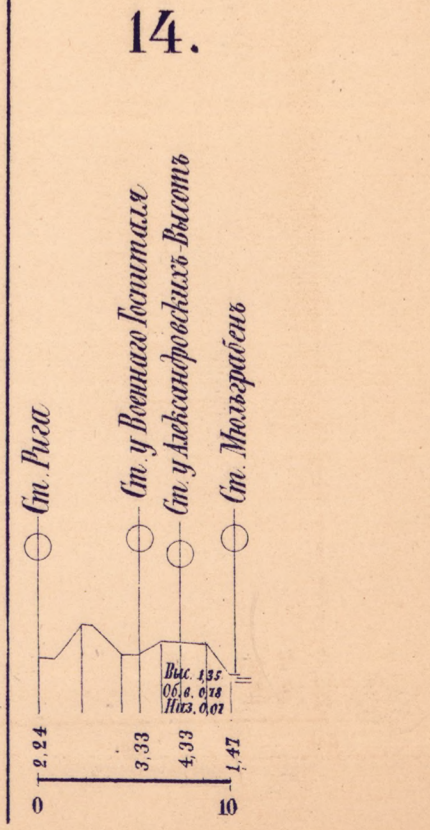 14.
Ст. Рига
Ст. у Военнаго Госпиталя
Ст. у Александровскихъ-Высотъ
Ст. Мюльграбенъ
Выс. 1,35
Об.в. 0,78
Низ. 0,07
2,24
3,33
4,33
1,47
0
10